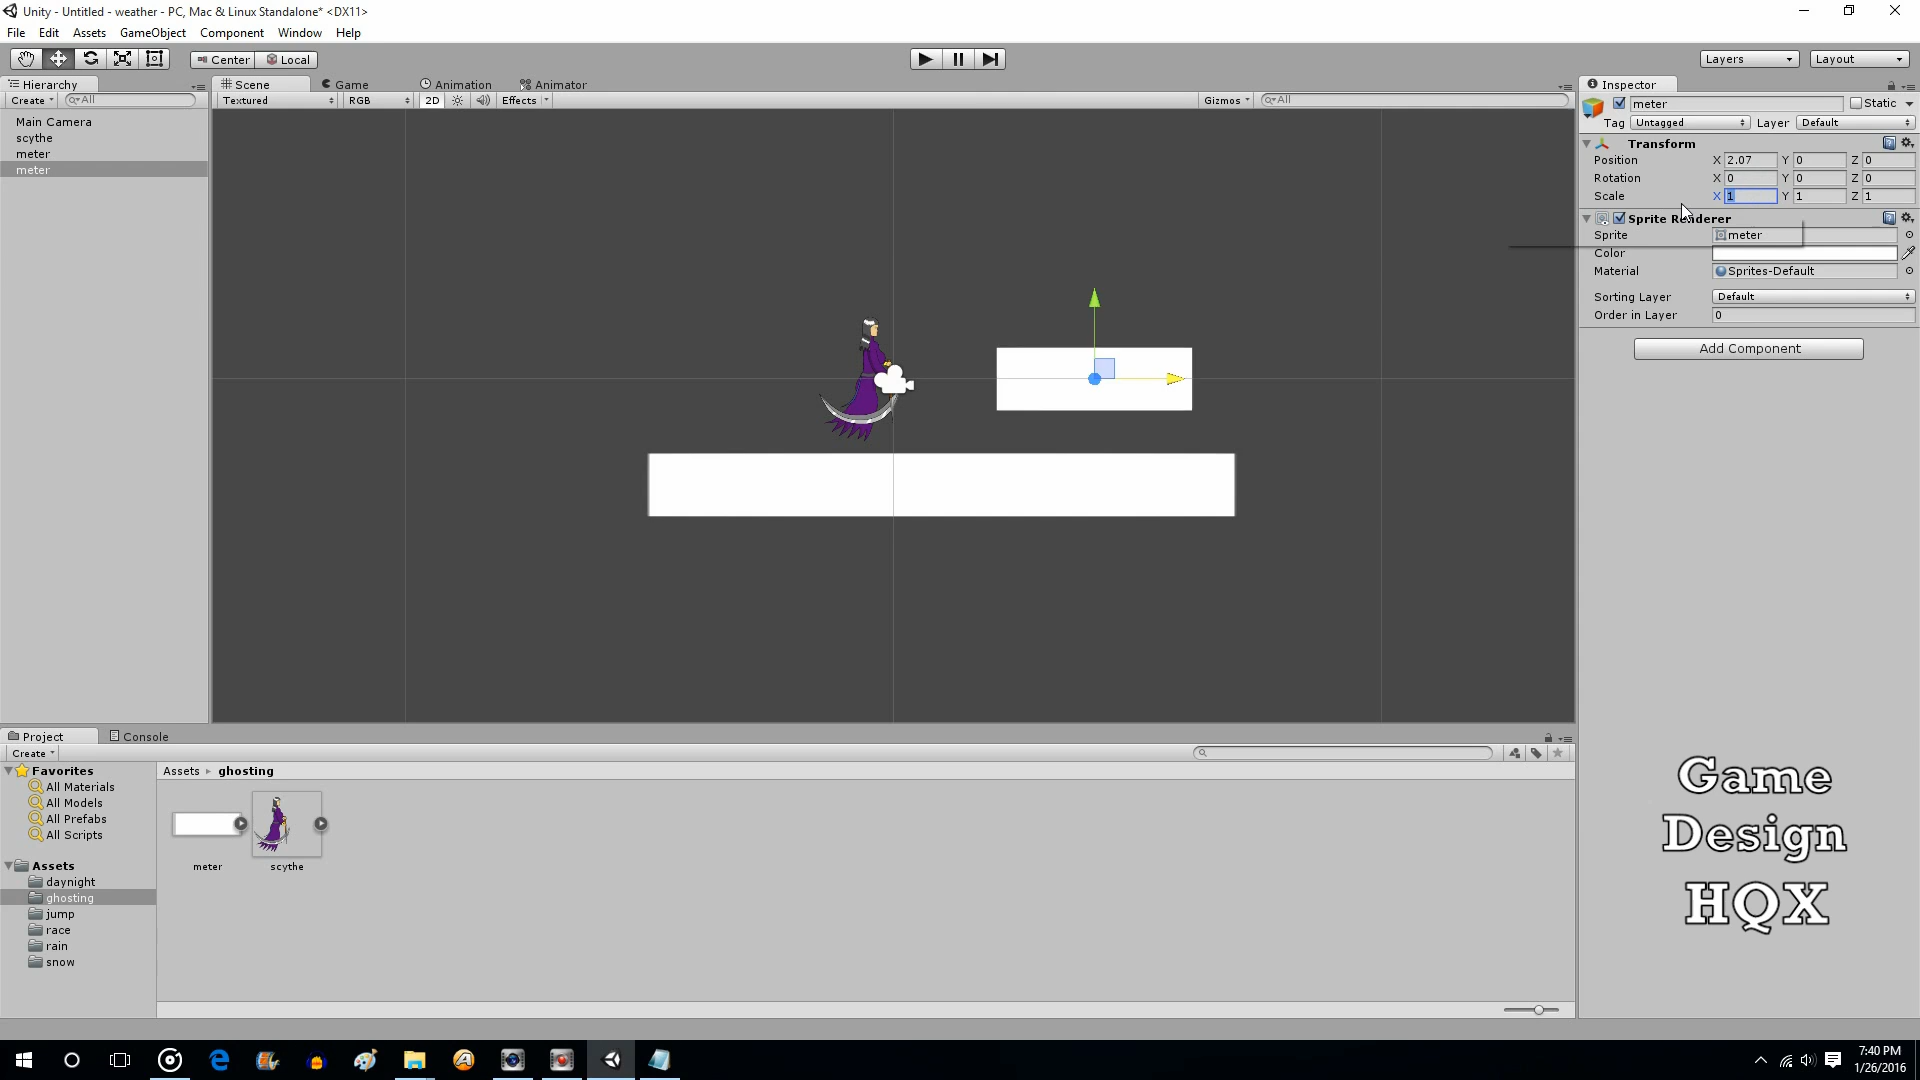 Unity - Untitled - weather - PC, Mac & Linux Standalone* <DX11>
File Edit Assets GameObject Component Window Help
Center Local Layers Layout
Hierarchy
Create All
Main Camera
scythe
meter
meter
Scene Game Animation Animator
Textured RGB 2D Effects Gizmos All
Inspector
meter Static
Tag Untagged Layer Default
Transform
Position X 2.07 Y 0 Z 0
Rotation X 0 Y 0 Z 0
Scale X 1 Y 1 Z 1
Sprite Renderer
Sprite meter
Color
Material Sprites-Default
Sorting Layer Default
Order in Layer 0
Add Component
Project Console
Create
Favorites
All Materials
All Models
All Prefabs
All Scripts
Assets
daynight
ghosting
jump
race
rain
snow
Assets ghosting
meter scythe
Game
Design
HQX
7:40 PM
1/26/2016